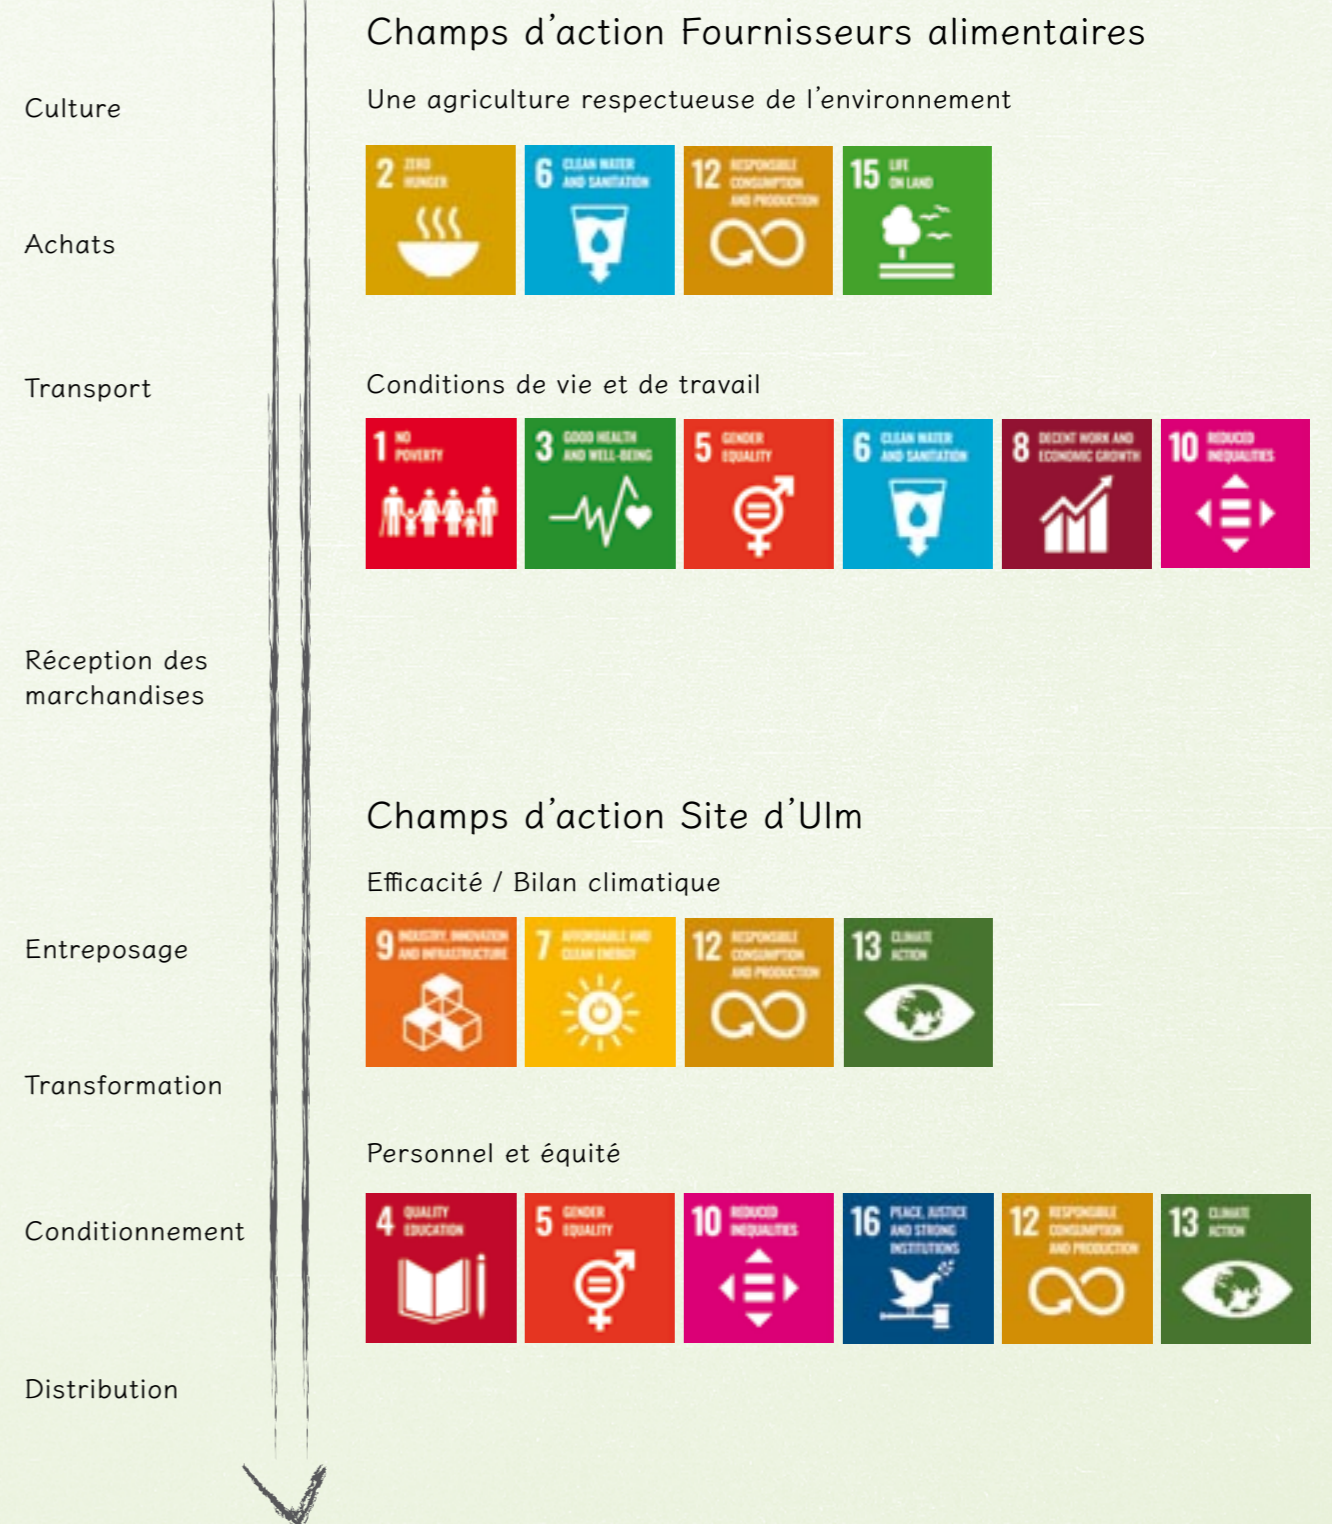 Champs d'action Fournisseurs alimentaires
Culture
Une agriculture respectueuse de l'environnement
2 ZERO
HUNGER
6 CLEAN WATER
AND SANITATION
12 RESPONSIBLE
CONSUMPTION
AND PRODUCTION
15 LIFE
ON LAND
Achats
Transport
Conditions de vie et de travail
1 NO
POVERTY
3 GOOD HEALTH
AND WELL-BEING
5 GENDER
EQUALITY
6 CLEAN WATER
AND SANITATION
8 DECENT WORK AND
ECONOMIC GROWTH
10 REDUCED
INEQUALITIES
Réception des
marchandises
Champs d'action Site d'Ulm
Efficacité / Bilan climatique
9 INDUSTRY, INNOVATION
AND INFRASTRUCTURE
7 AFFORDABLE AND
CLEAN ENERGY
12 RESPONSIBLE
CONSUMPTION
AND PRODUCTION
13 CLIMATE
ACTION
Entreposage
Transformation
Personnel et équité
4 QUALITY
EDUCATION
5 GENDER
EQUALITY
10 REDUCED
INEQUALITIES
16 PEACE, JUSTICE
AND STRONG
INSTITUTIONS
12 RESPONSIBLE
CONSUMPTION
AND PRODUCTION
13 CLIMATE
ACTION
Conditionnement
Distribution